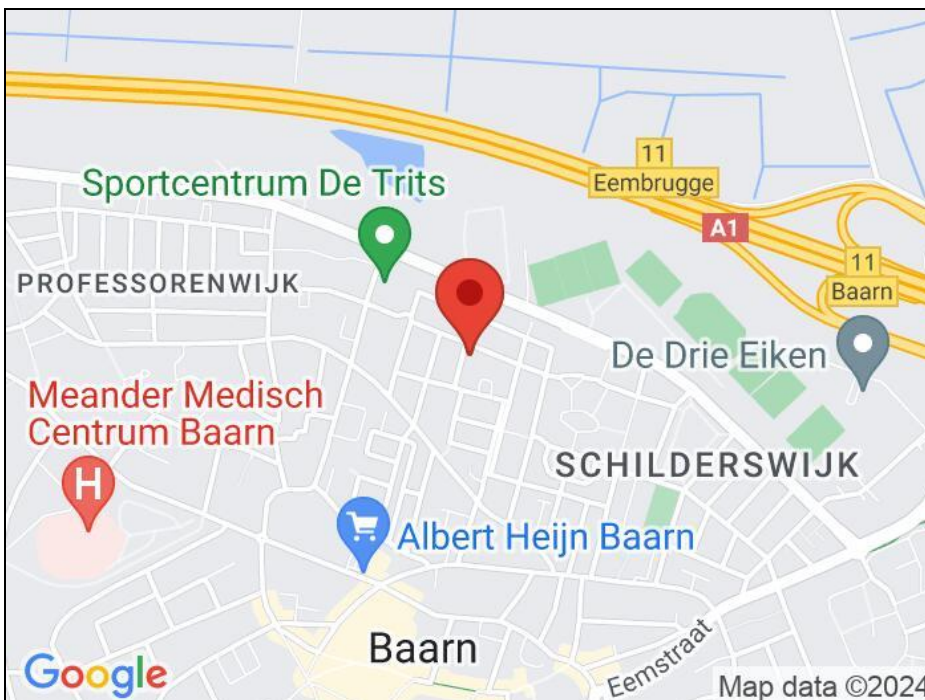 11
Eembrugge
Sportcentrum De Trits
A1
PROFESSORENWIJK
11
Baarn
De Drie Eiken
Meander Medisch
Centrum Baarn
H
SCHILDERSWIJK
Albert Heijn Baarn
Baarn
Eemstraat
Google
Map data ©2024